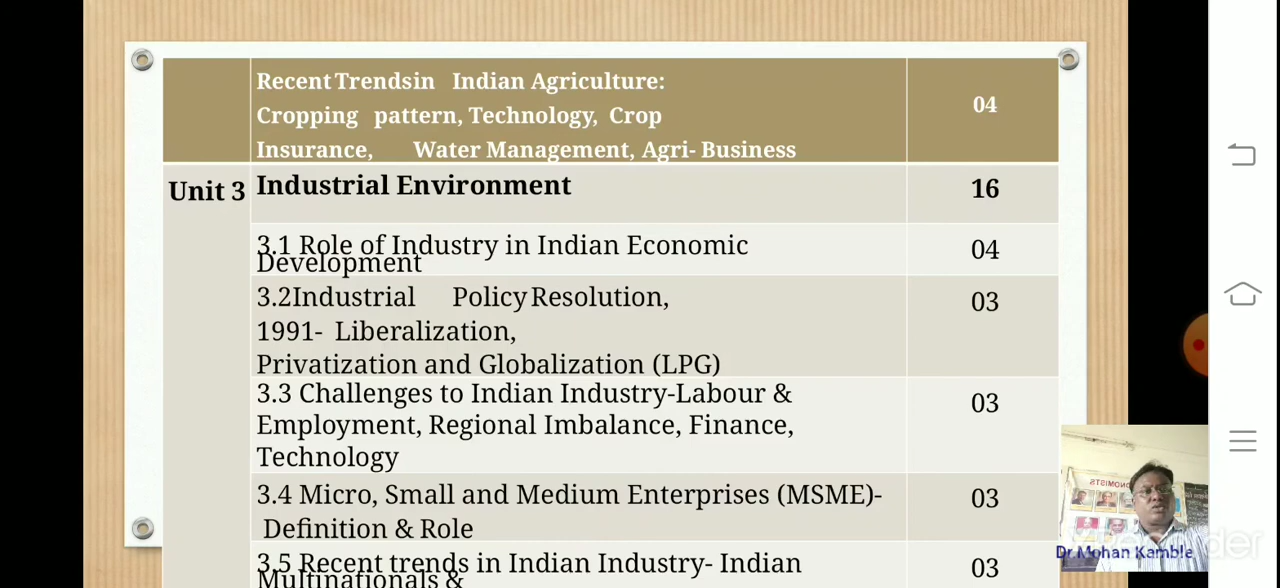 Recent Trends in Indian Agriculture:
Cropping pattern, Technology, Crop
Insurance, Water Management, Agri- Business
04
Unit 3
Industrial Environment
16
3.1 Role of Industry in Indian Economic
Development
04
3.2Industrial Policy Resolution,
1991- Liberalization,
Privatization and Globalization (LPG)
03
3.3 Challenges to Indian Industry-Labour &
Employment, Regional Imbalance, Finance,
Technology
03
3.4 Micro, Small and Medium Enterprises (MSME)-
Definition & Role
03
3.5 Recent trends in Indian Industry- Indian
Multinationals &
03
Dr.Mohan Kamble